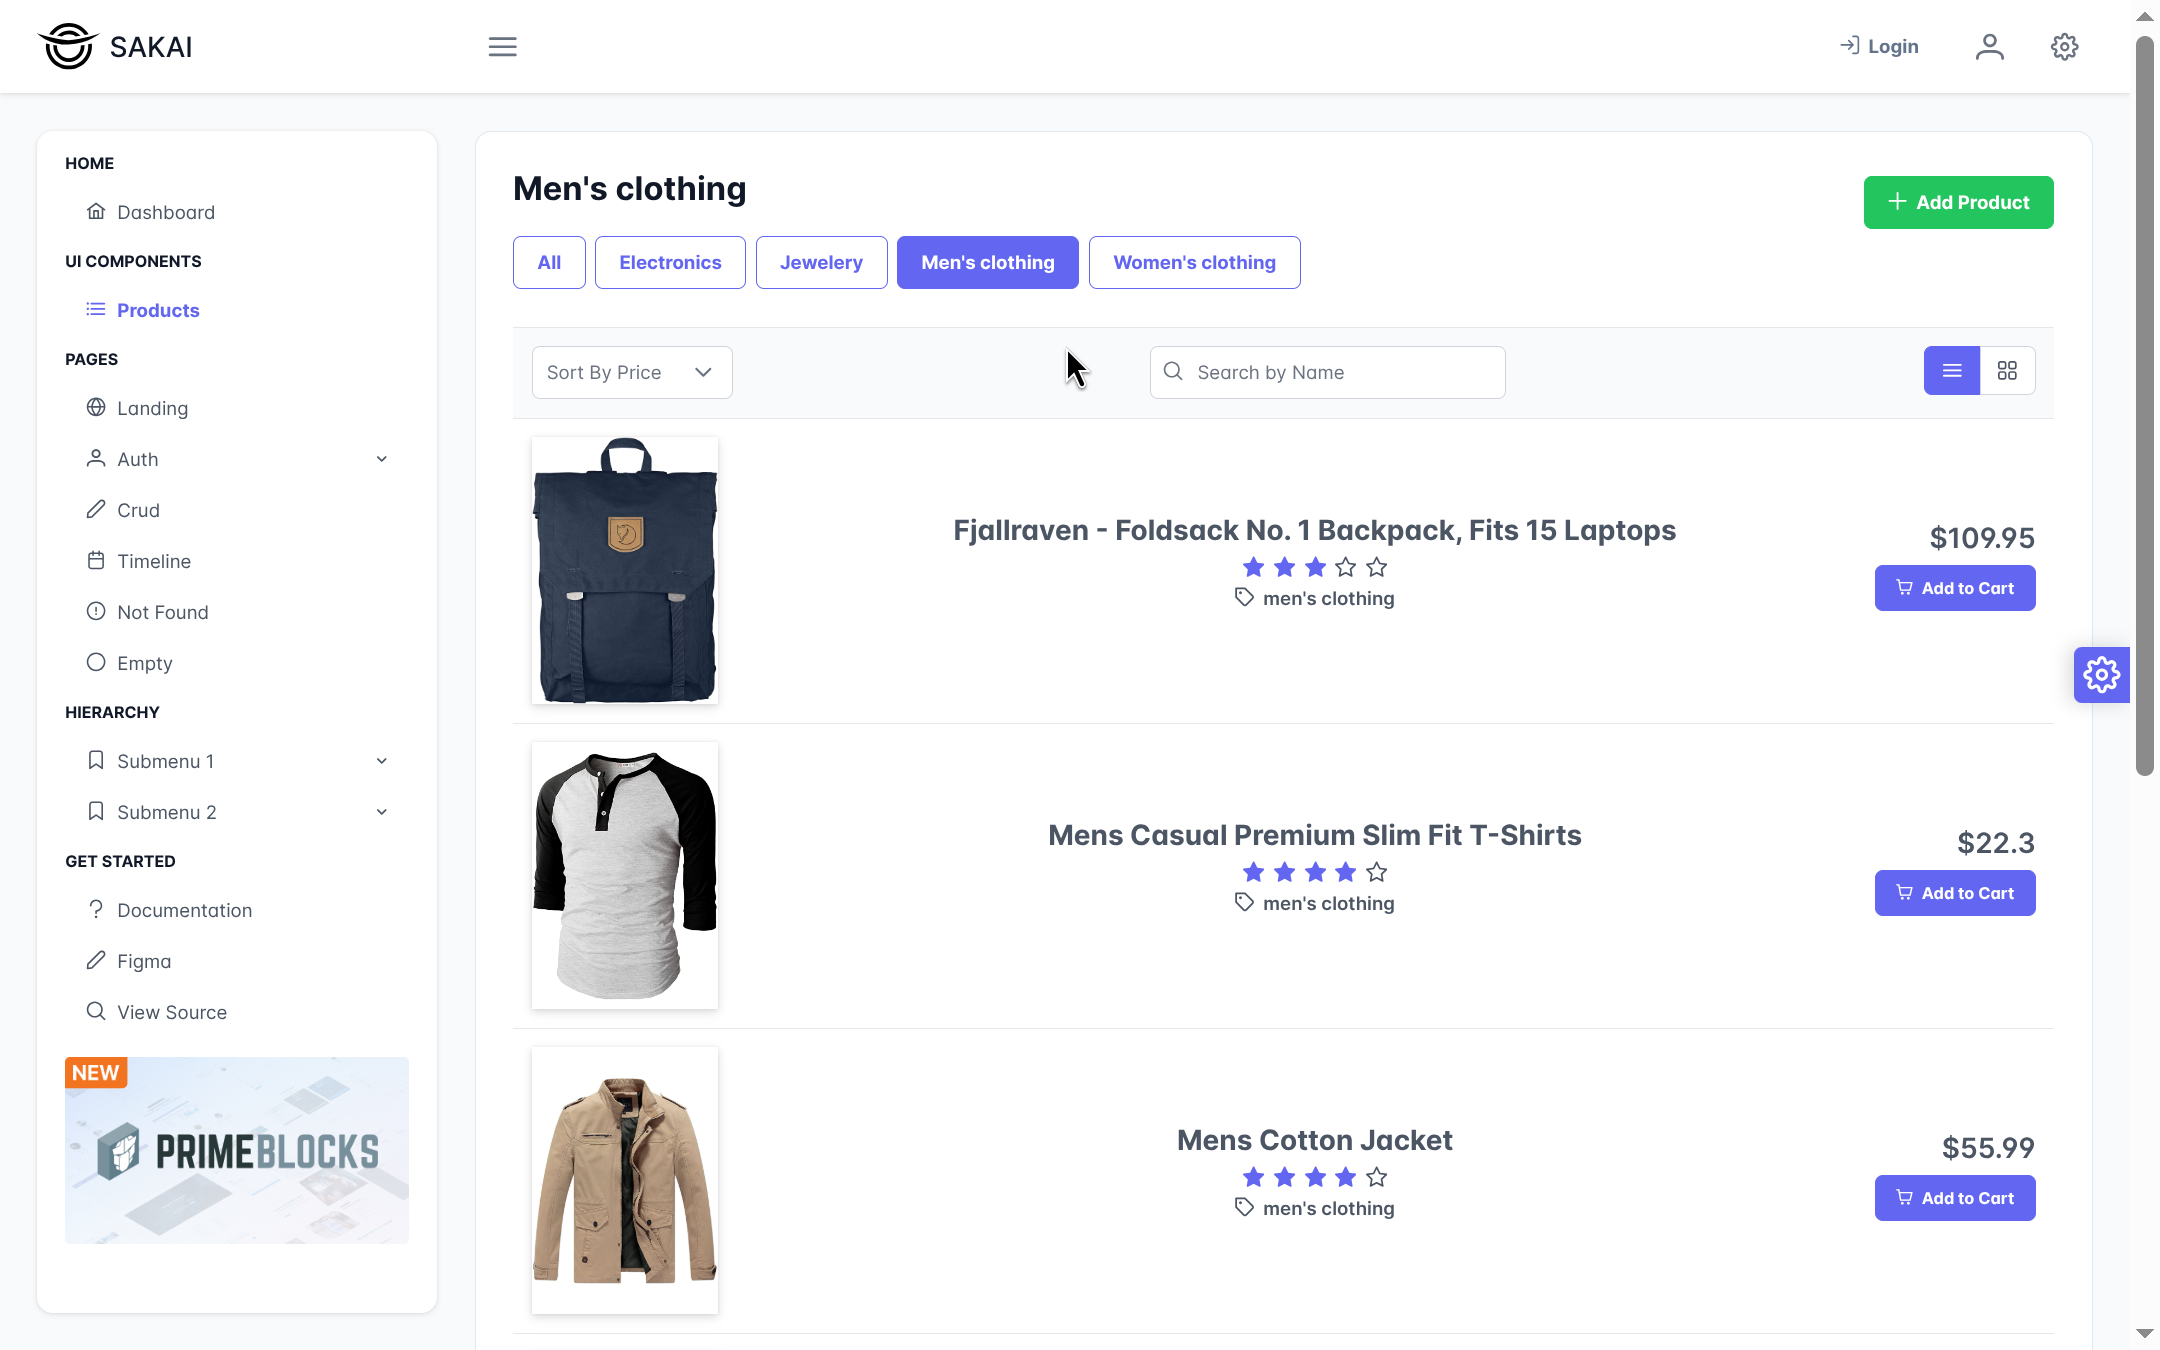 SAKAI
Login
HOME
Dashboard
UI COMPONENTS
Products
PAGES
Landing
Auth
Crud
Timeline
Not Found
Empty
HIERARCHY
Submenu 1
Submenu 2
GET STARTED
Documentation
Figma
View Source
NEW
PRIMEBLOCKS
Men's clothing
Add Product
All
Electronics
Jewelery
Men's clothing
Women's clothing
Sort By Price
Search by Name
Fjallraven - Foldsack No. 1 Backpack, Fits 15 Laptops
men's clothing
$109.95
Add to Cart
Mens Casual Premium Slim Fit T-Shirts
men's clothing
$22.3
Add to Cart
Mens Cotton Jacket
men's clothing
$55.99
Add to Cart